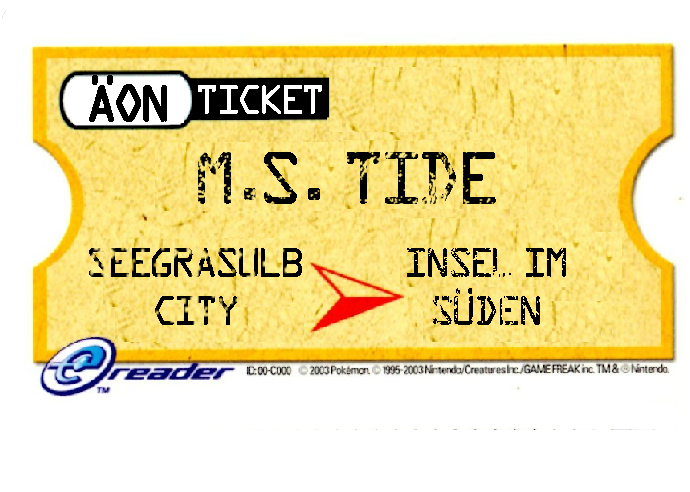 ÄON TICKET
M.S. TIDE
SEEGRASULB INSEL IM
CITY SÜDEN
e reader TM ID:00-C000 © 2003 Pokémon. © 1995-2003 Nintendo/Creatures Inc./GAMEFREAK inc. TM & ® Nintendo.